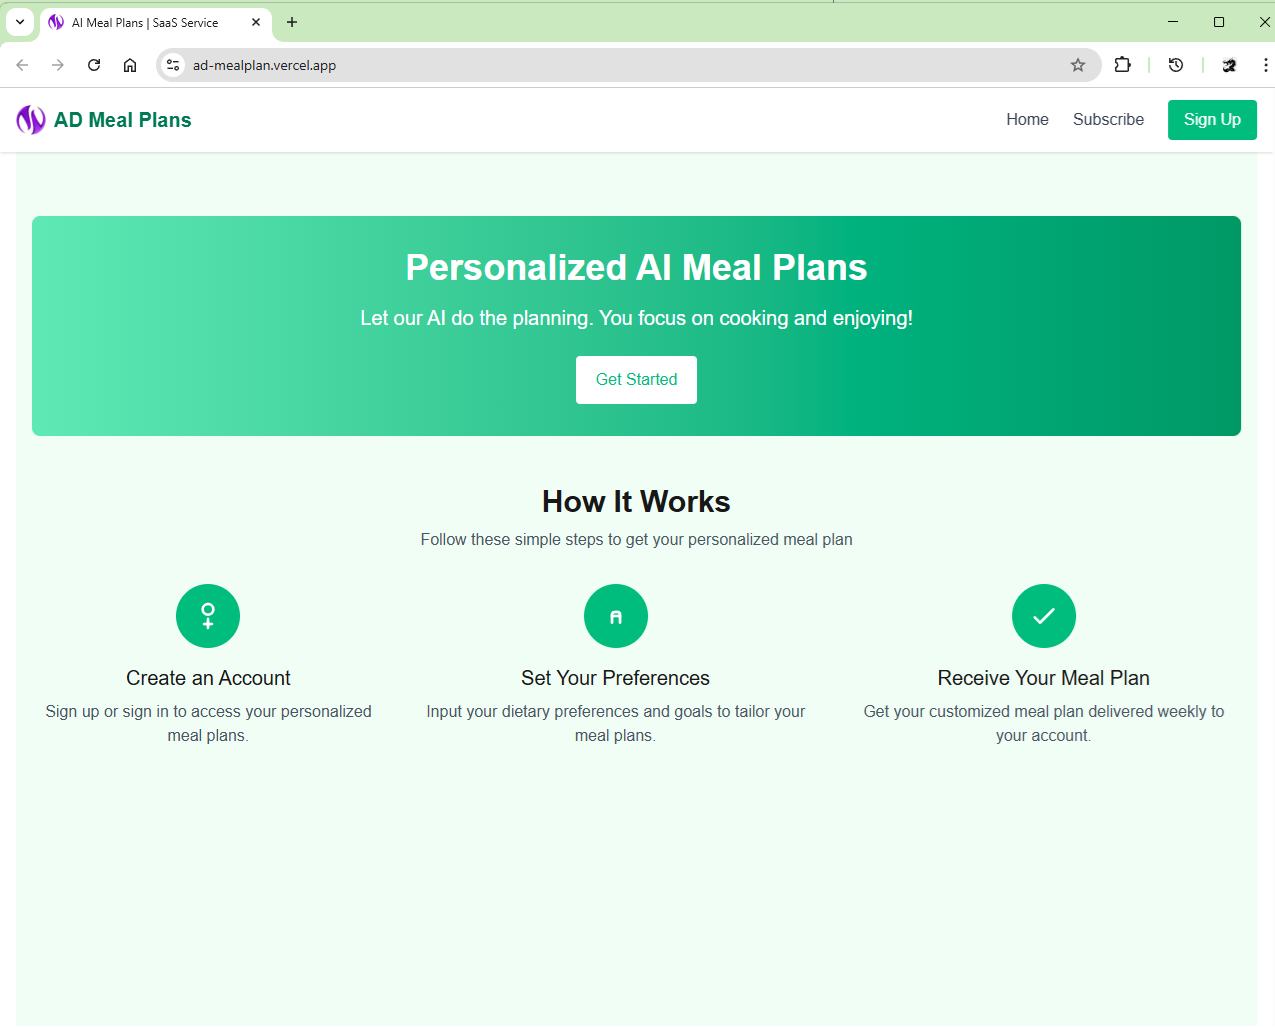 AI Meal Plans | SaaS Service
ad-mealplan.vercel.app
AD Meal Plans
Home
Subscribe
Sign Up
Personalized AI Meal Plans
Let our AI do the planning. You focus on cooking and enjoying!
Get Started
How It Works
Follow these simple steps to get your personalized meal plan
Create an Account
Sign up or sign in to access your personalized
meal plans.
Set Your Preferences
Input your dietary preferences and goals to tailor your
meal plans.
Receive Your Meal Plan
Get your customized meal plan delivered weekly to
your account.